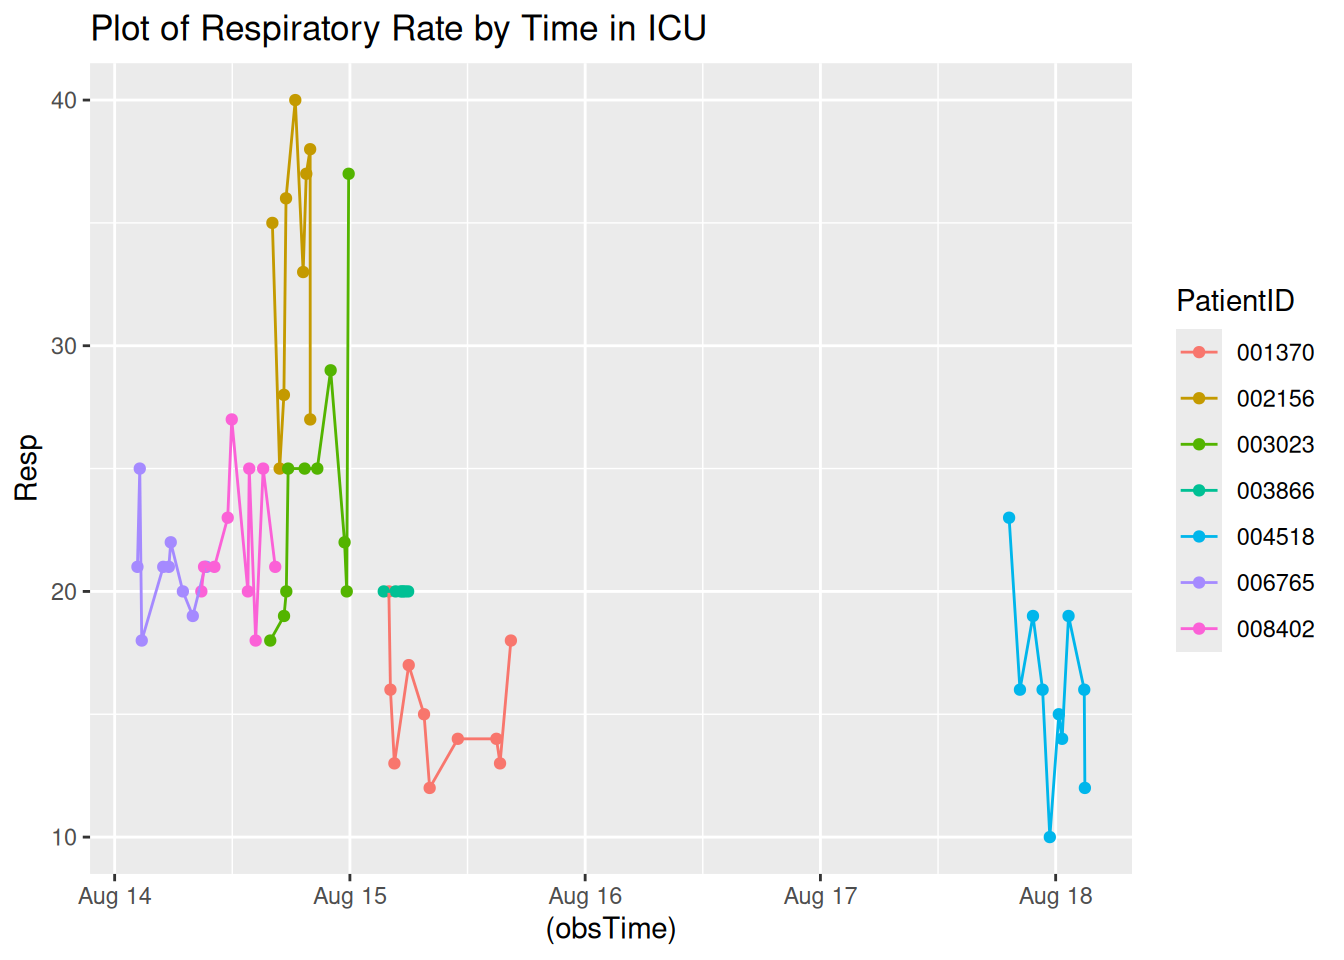 Plot of Respiratory Rate by Time in ICU
40
30
20
10
Resp
Aug 14
Aug 15
Aug 16
Aug 17
Aug 18
(obsTime)
PatientID
001370
002156
003023
003866
004518
006765
008402